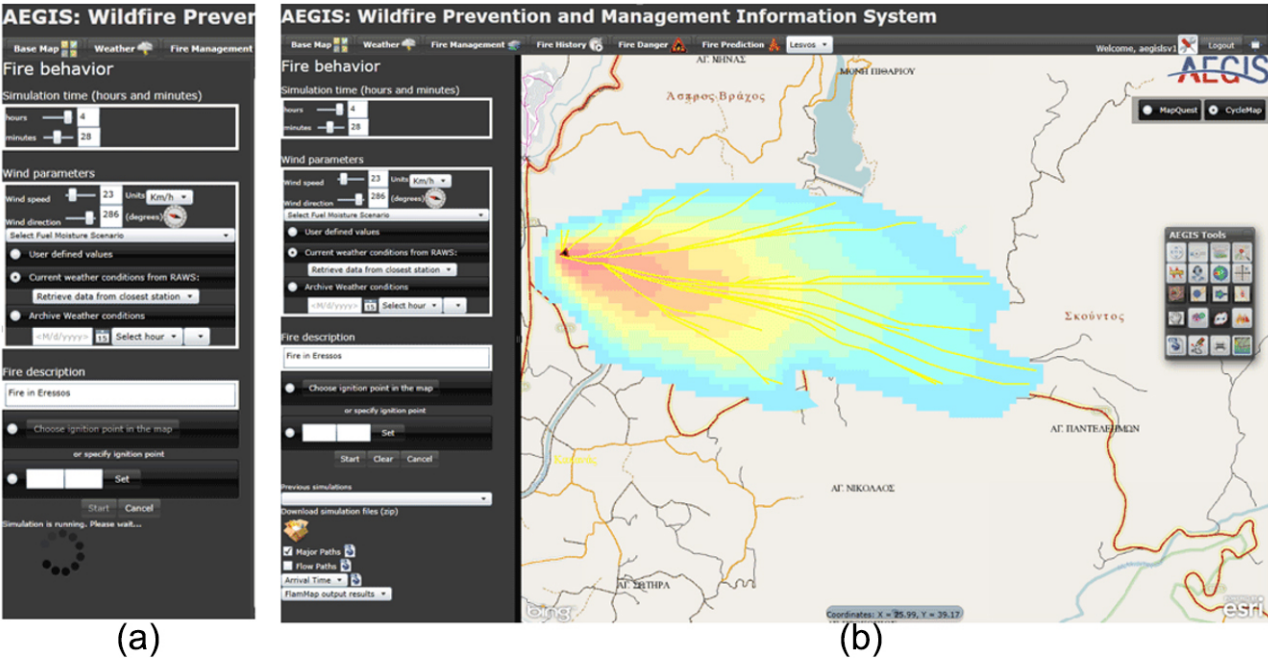 AEGIS: Wildfire Preven
Base Map Weather Fire Management
Fire behavior
Simulation time (hours and minutes)
hours 4
minutes 28
Wind parameters
Wind speed 23 Units Km/h
Wind direction 286 (degrees)
Select Fuel Moisture Scenario
User defined values
Current weather conditions from RAWS:
Retrieve data from closest station
Archive Weather conditions
<M/d/yyyy> 15 Select hour
Fire description
Fire in Eressos
Choose ignition point in the map
or specify ignition point
Set
Start Cancel
Simulation is running. Please wait...
(a)
AEGIS: Wildfire Prevention and Management Information System
Base Map Weather Fire Management Fire History Fire Danger Fire Prediction Lesvos
Welcome, aegislsv1 Logout
Fire behavior
Simulation time (hours and minutes)
hours 4
minutes 28
Wind parameters
Wind speed 23 Units Km/h
Wind direction 286 (degrees)
Select Fuel Moisture Scenario
User defined values
Current weather conditions from RAWS:
Retrieve data from closest station
Archive Weather conditions
<M/d/yyyy> 15 Select hour
Fire description
Fire in Eressos
Choose ignition point in the map
or specify ignition point
Set
Start Clear Cancel
Previous simulations
Download simulation files (zip)
Major Paths
Flow Paths
Arrival Time
FlamMap output results
ΑΓ. ΜΗΝΑΣ
ΜΟΝΗ ΠΙΘΑΡΙΟΥ
Άσπρος Βράχος
AEGIS
MapQuest CycleMap
AEGIS Tools
Σκούντος
ΑΓ. ΠΑΝΤΕΛΕΗΜΩΝ
ΑΓ. ΝΙΚΟΛΑΟΣ
ΑΓ. ΣΩΤΗΡΑ
bing
Coordinates: X = 25.99, Y = 39.17
esri
(b)